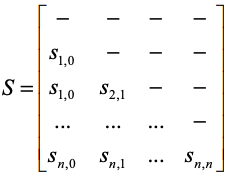 – – – –
s1,0 – – –
S = s1,0 s2,1 – –
... ... ... –
sn,0 sn,1 ... sn,n